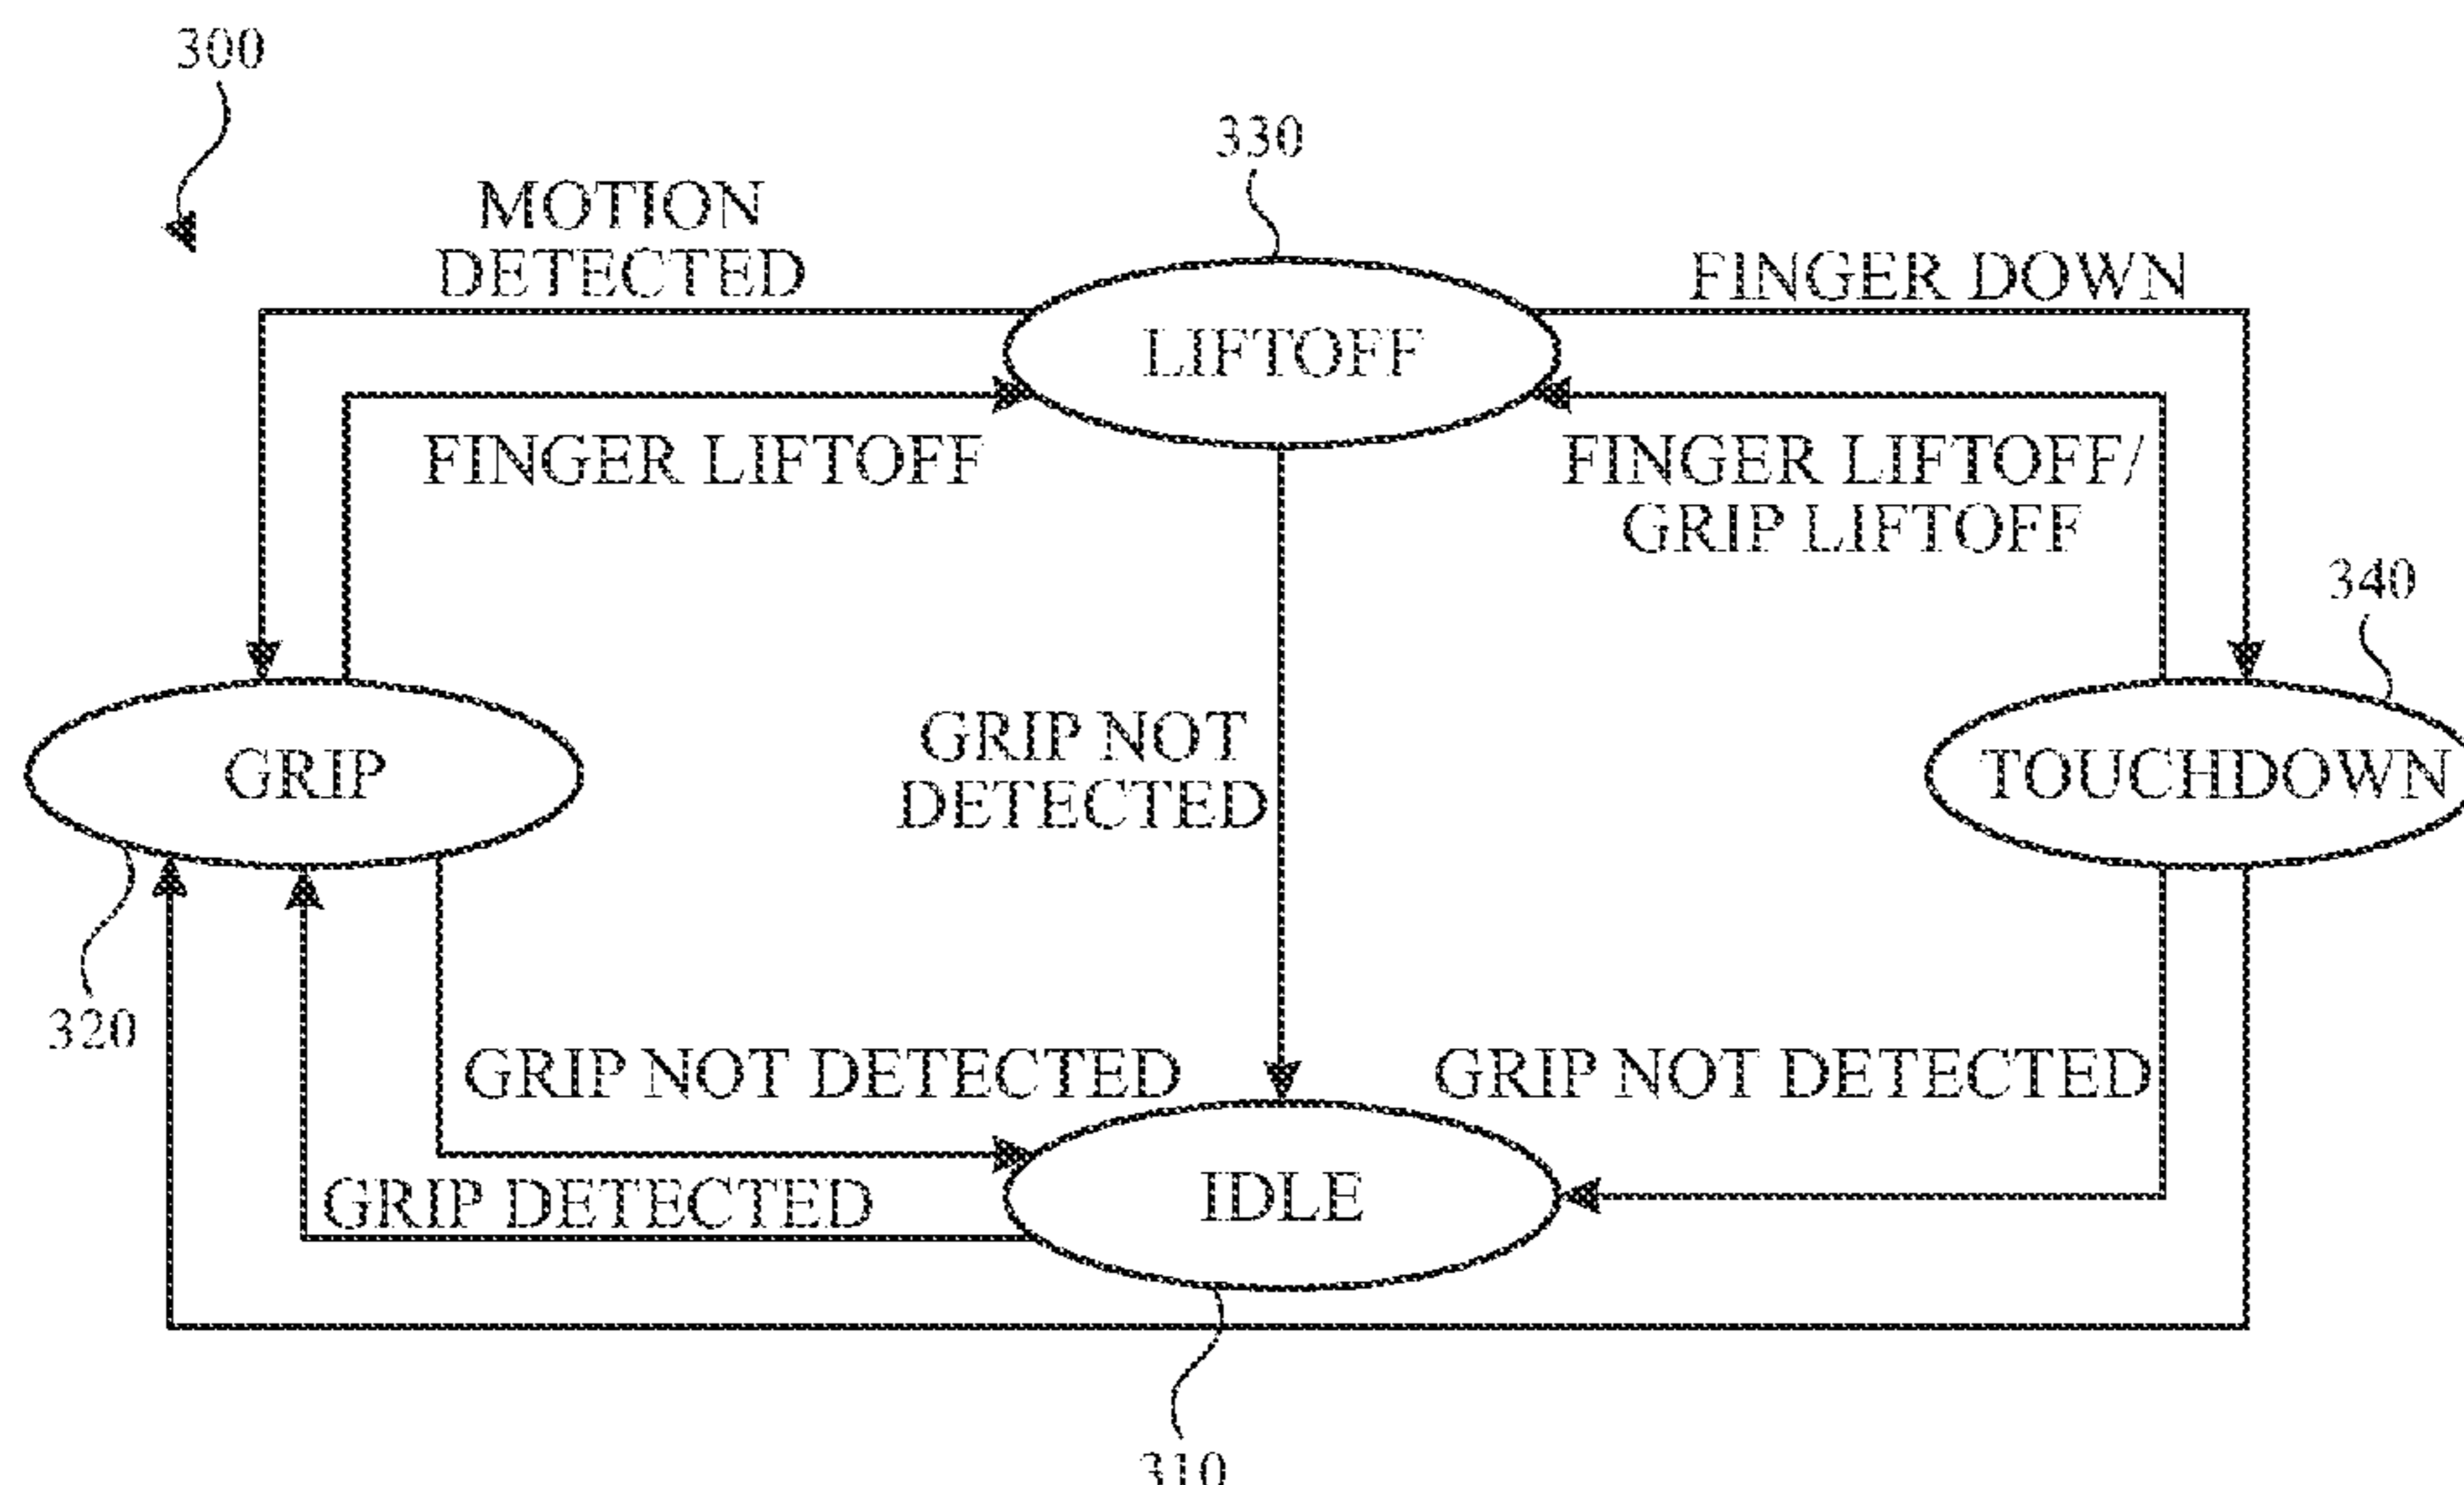 300
330
MOTION
DETECTED
FINGER DOWN
LIFTOFF
FINGER LIFTOFF
FINGER LIFTOFF/
GRIP LIFTOFF
340
GRIP NOT
DETECTED
GRIP
TOUCHDOWN
320
GRIP NOT DETECTED
GRIP NOT DETECTED
GRIP DETECTED
IDLE
310